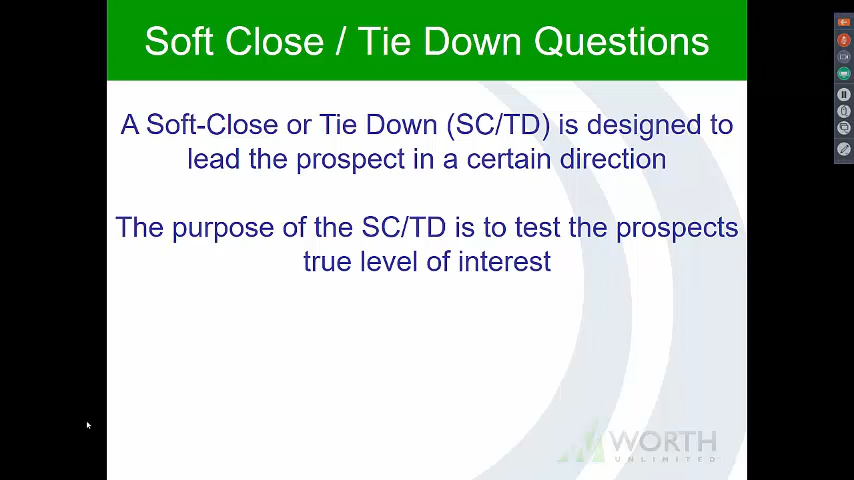 Soft Close / Tie Down Questions
A Soft-Close or Tie Down (SC/TD) is designed to
lead the prospect in a certain direction
The purpose of the SC/TD is to test the prospects
true level of interest
WORTH
UNLIMITED